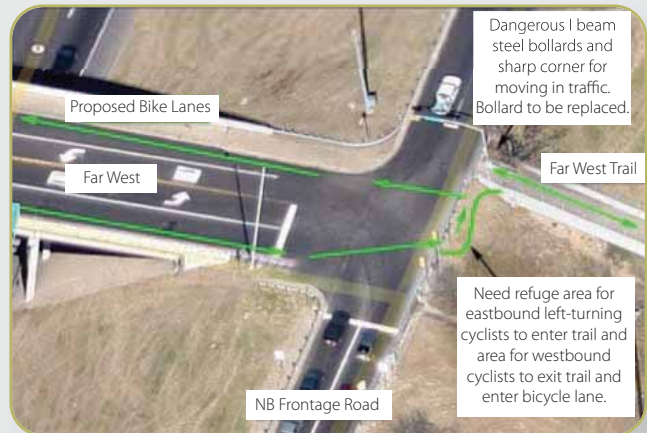 Dangerous I beam
steel bollards and
sharp corner for
moving in traffic.
Bollard to be replaced.
Proposed Bike Lanes
Far West Trail
Far West
Need refuge area for
eastbound left-turning
cyclists to enter trail and
area for westbound
cyclists to exit trail and
enter bicycle lane.
NB Frontage Road